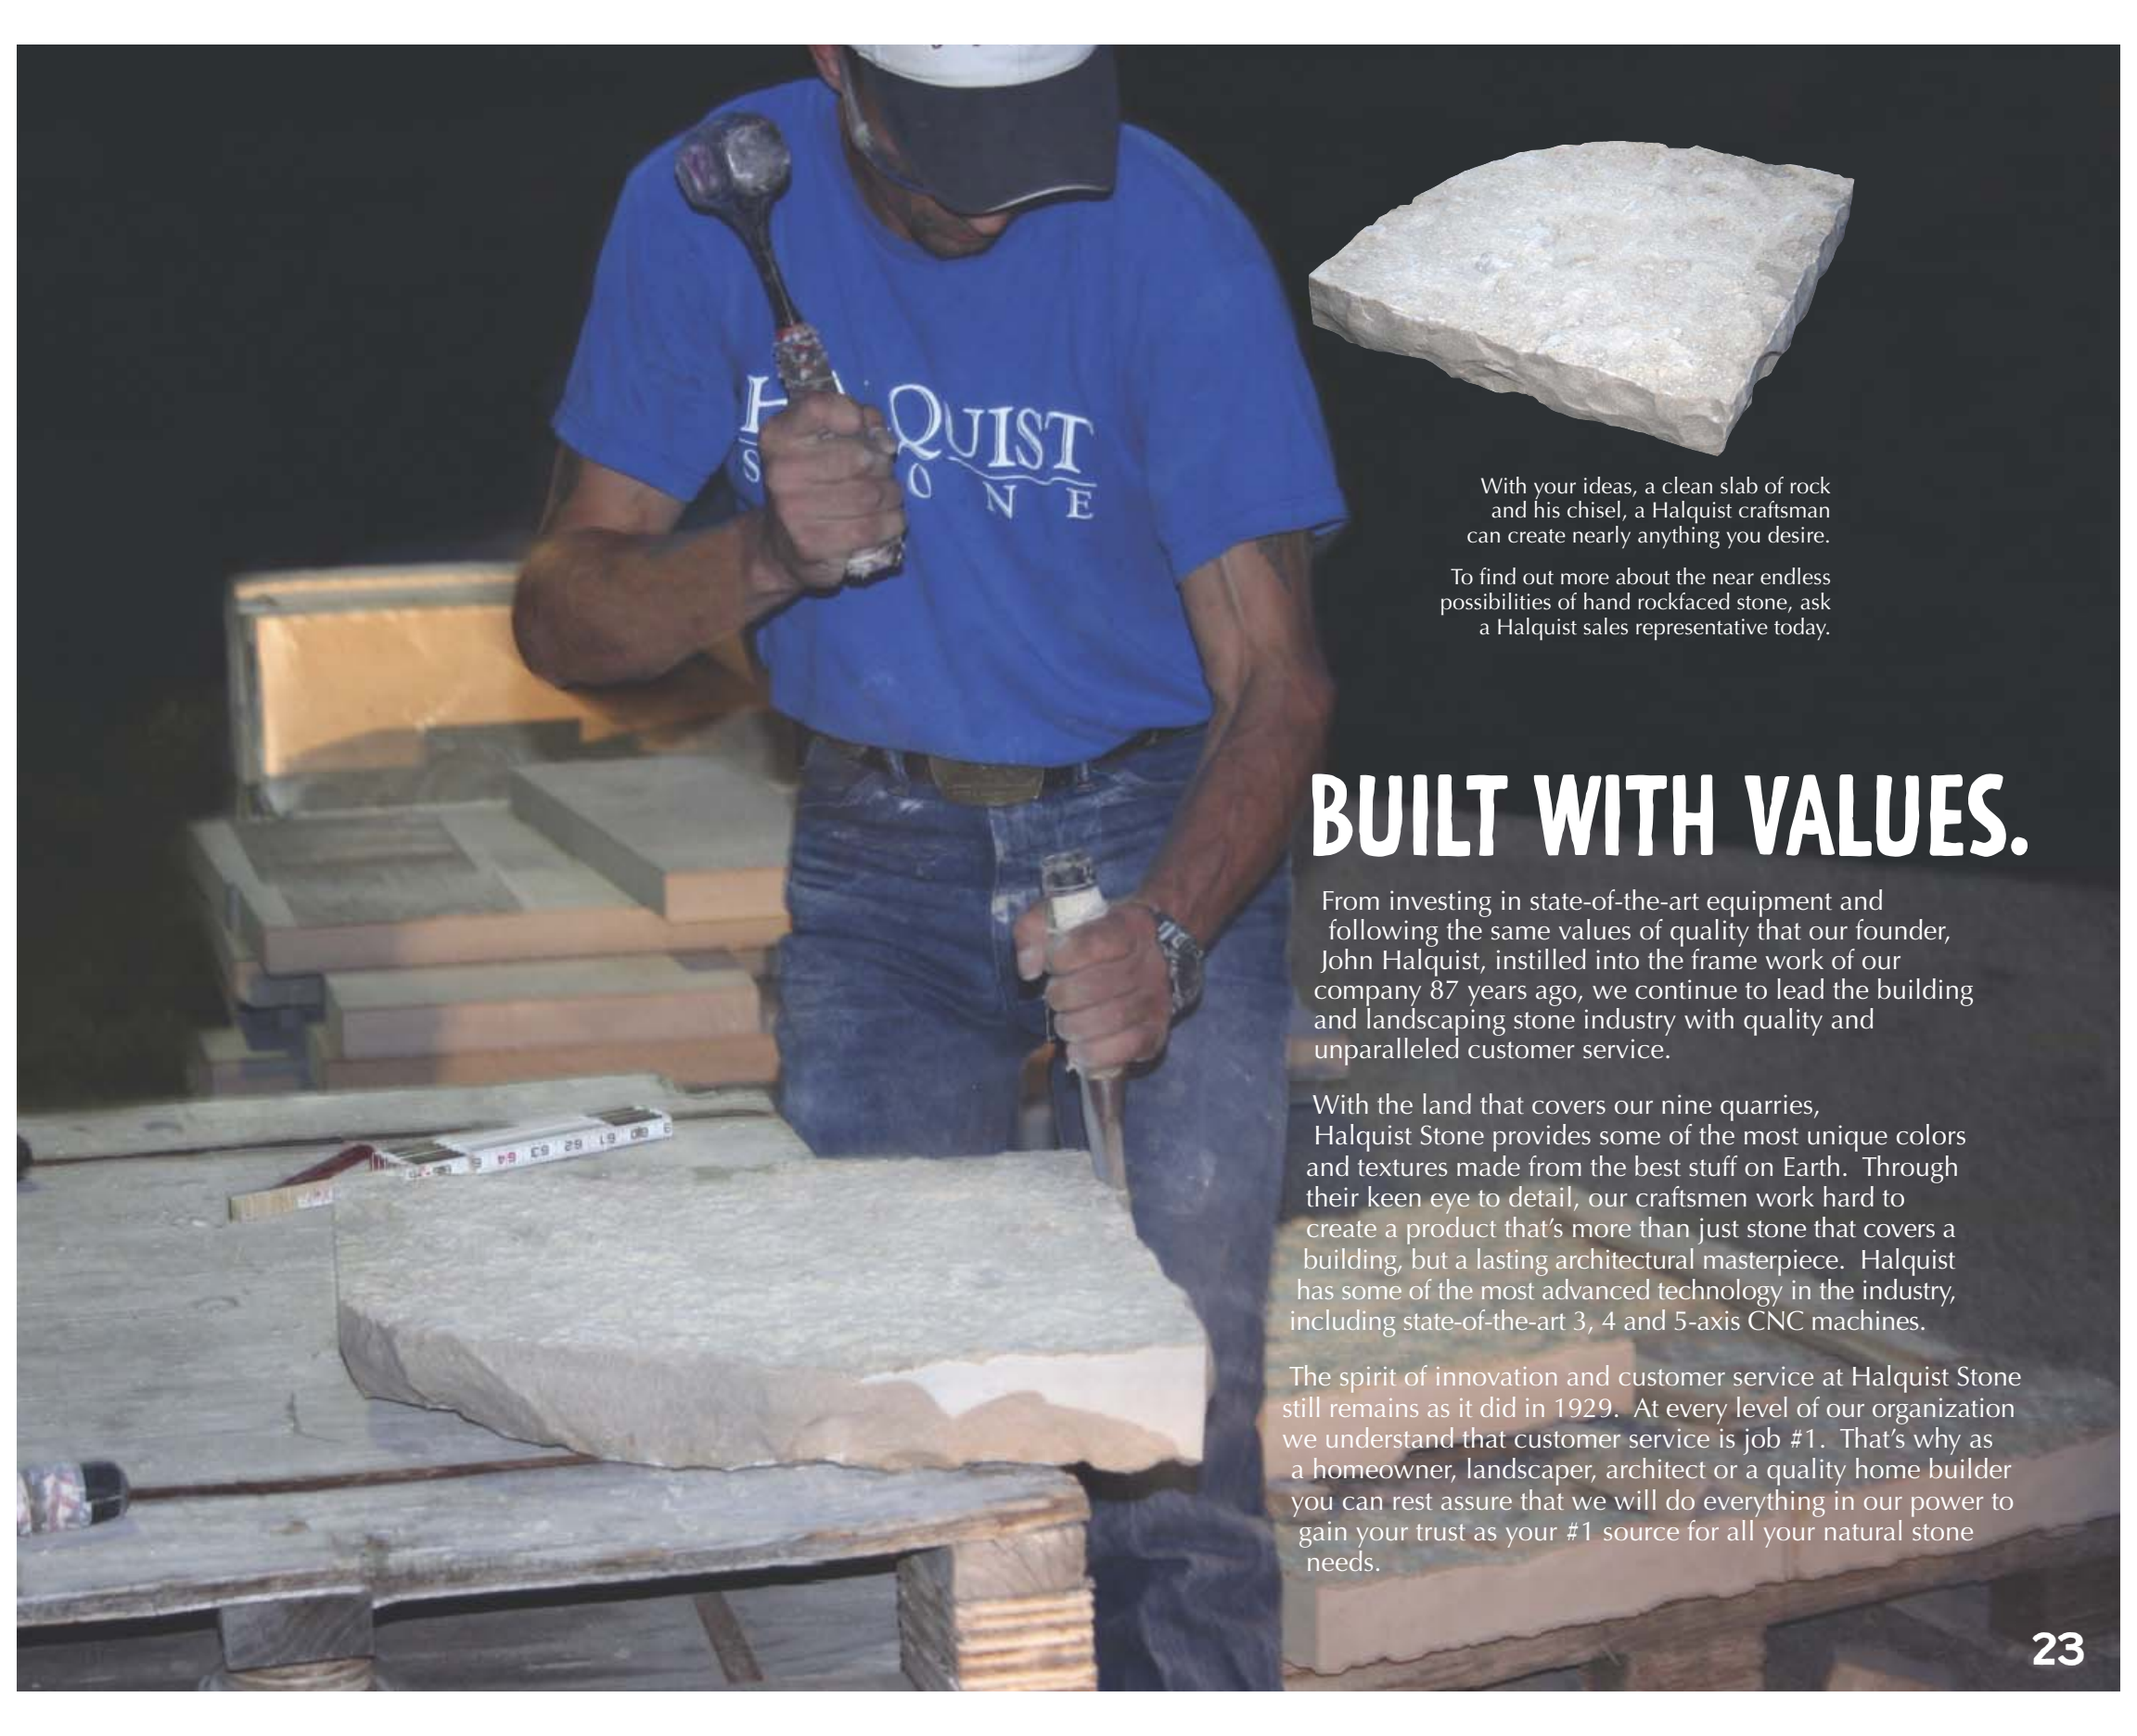 QUIST
O N E
With your ideas, a clean slab of rock
and his chisel, a Halquist craftsman
can create nearly anything you desire.
To find out more about the near endless
possibilities of hand rockfaced stone, ask
a Halquist sales representative today.
BUILT WITH VALUES.
From investing in state-of-the-art equipment and
following the same values of quality that our founder,
John Halquist, instilled into the frame work of our
company 87 years ago, we continue to lead the building
and landscaping stone industry with quality and
unparalleled customer service.
With the land that covers our nine quarries,
Halquist Stone provides some of the most unique colors
and textures made from the best stuff on Earth.  Through
their keen eye to detail, our craftsmen work hard to
create a product that's more than just stone that covers a
building, but a lasting architectural masterpiece.  Halquist
has some of the most advanced technology in the industry,
including state-of-the-art 3, 4 and 5-axis CNC machines.
The spirit of innovation and customer service at Halquist Stone
still remains as it did in 1929.  At every level of our organization
we understand that customer service is job #1.  That's why as
a homeowner, landscaper, architect or a quality home builder
you can rest assure that we will do everything in our power to
gain your trust as your #1 source for all your natural stone
needs.
64 63 62 61 60
23